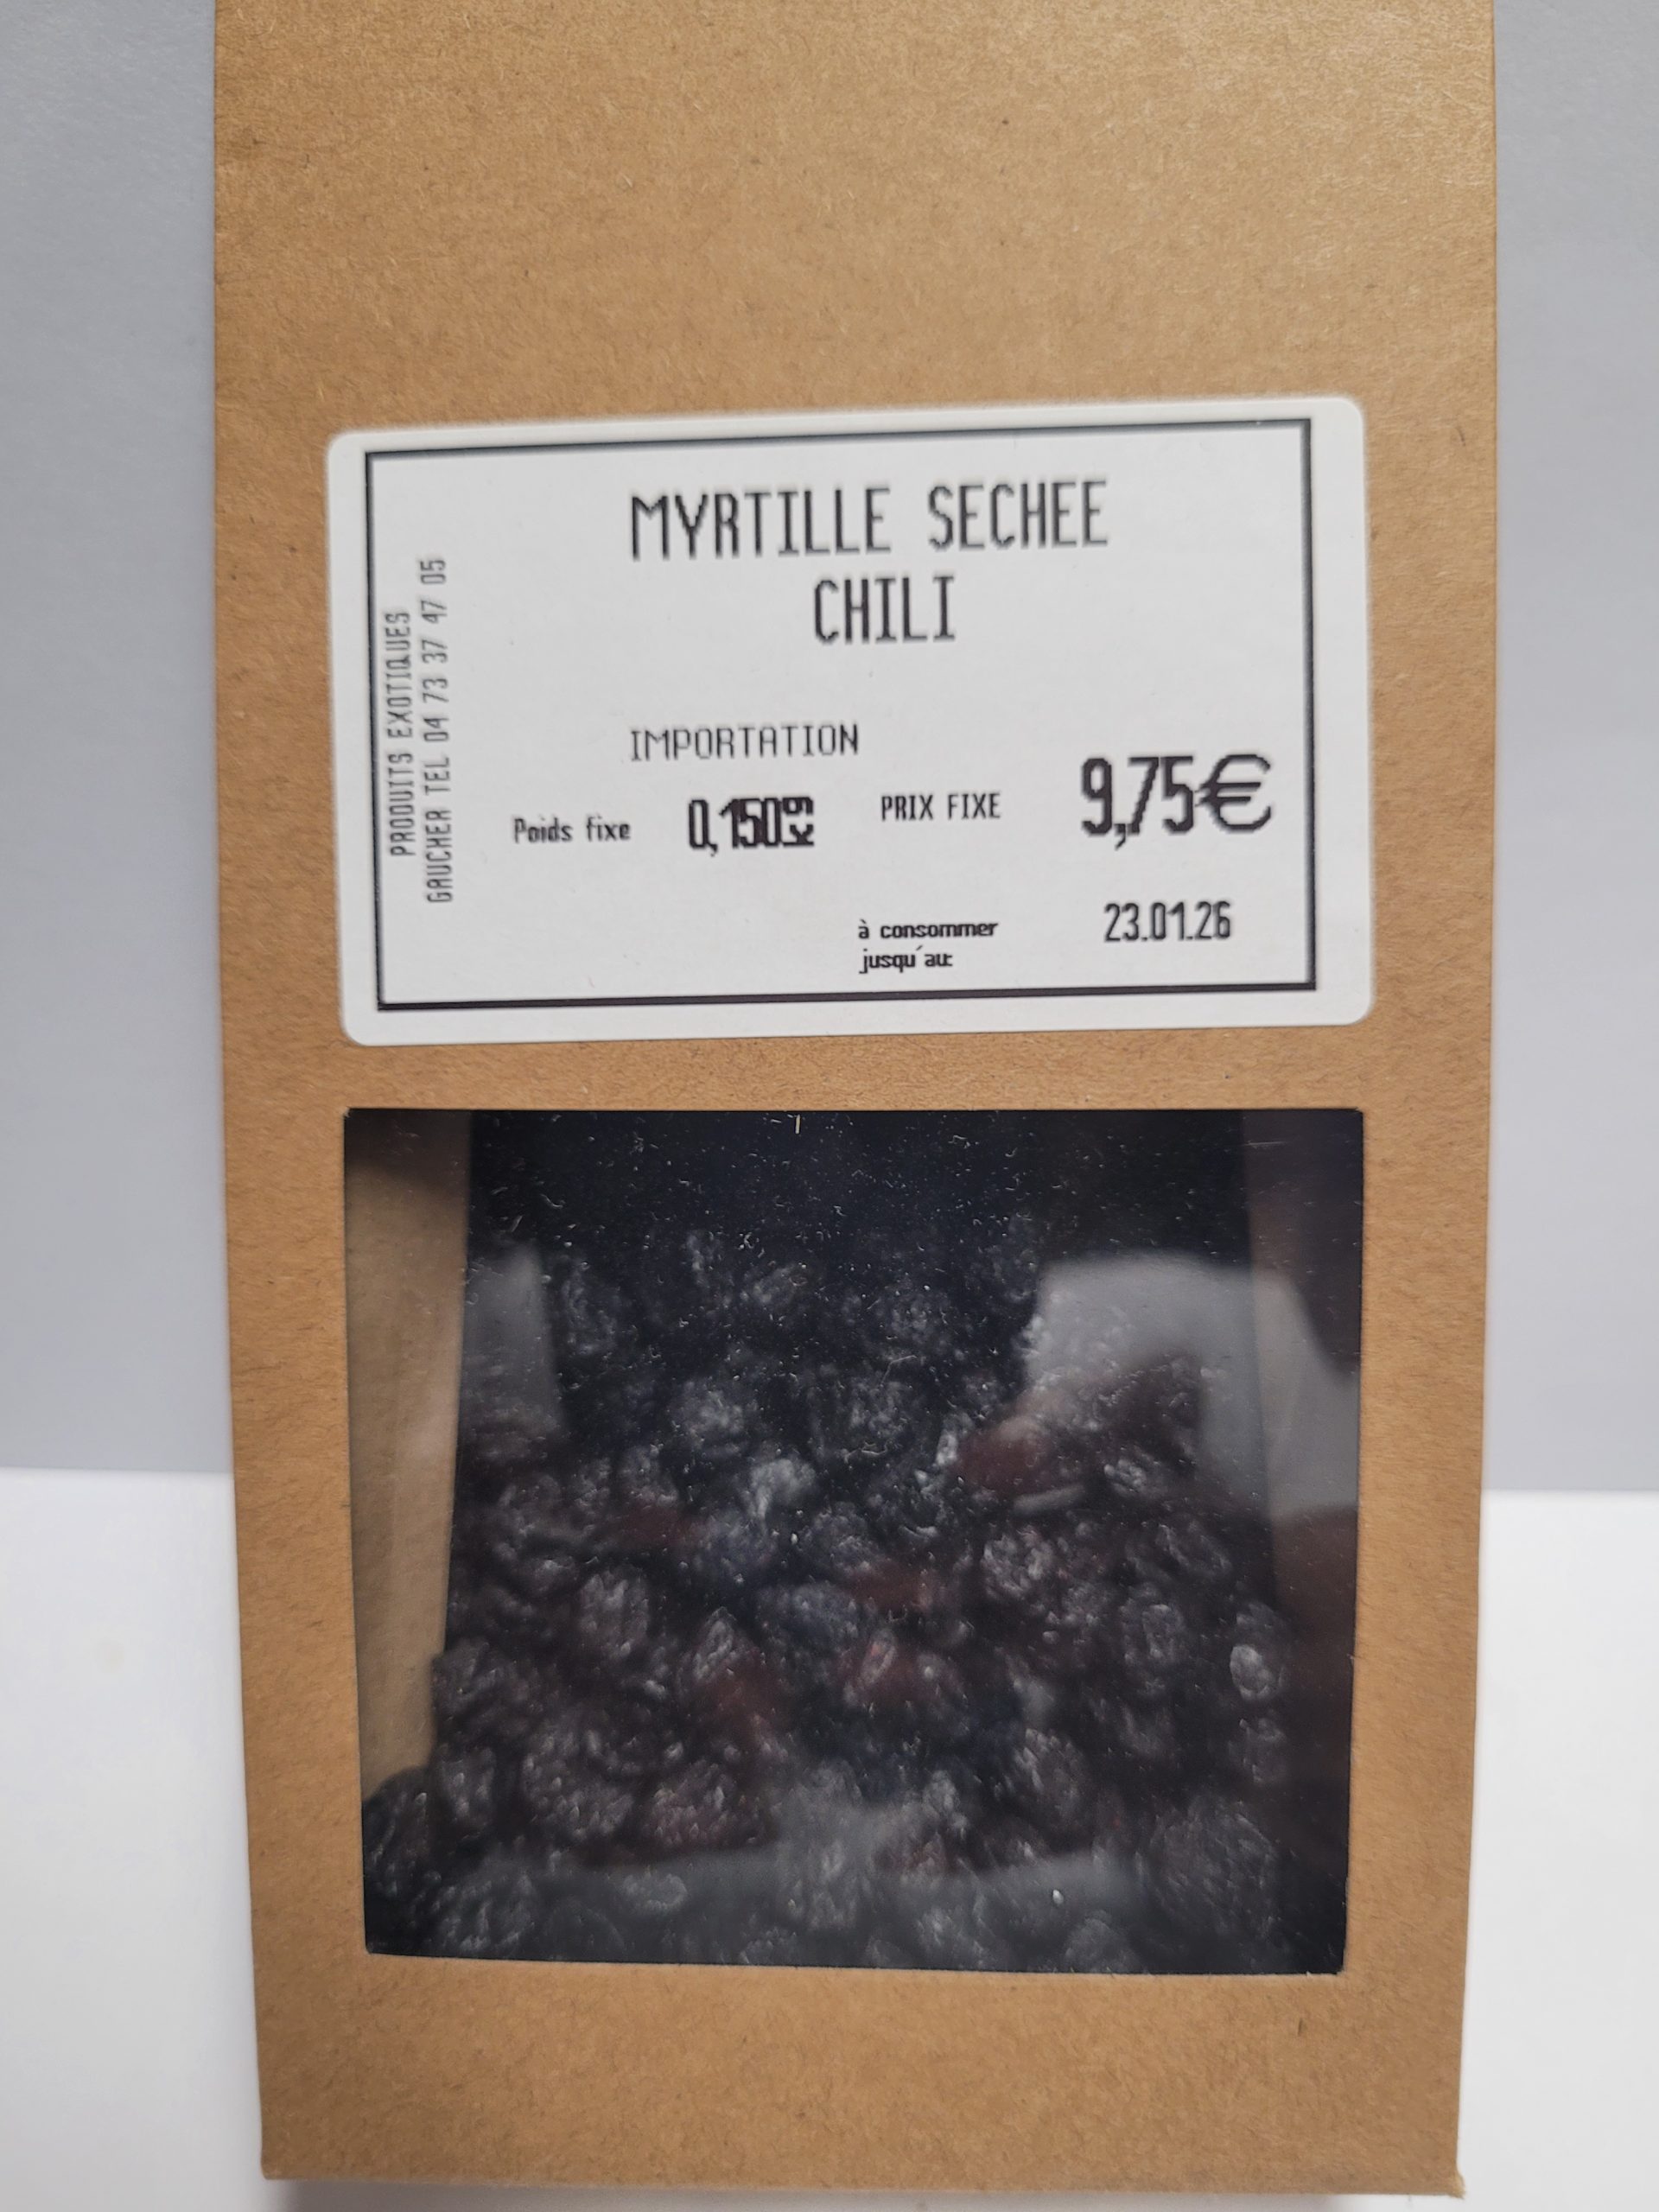 MYRTILLE SECHEE
CHILI
PRODUITS EXOTIQUES
GAUCHER TEL 04 73 37 47 05
IMPORTATION
Poids fixe 0,150kg PRIX FIXE 9,75€
à consommer 23.01.26
jusqu'au: